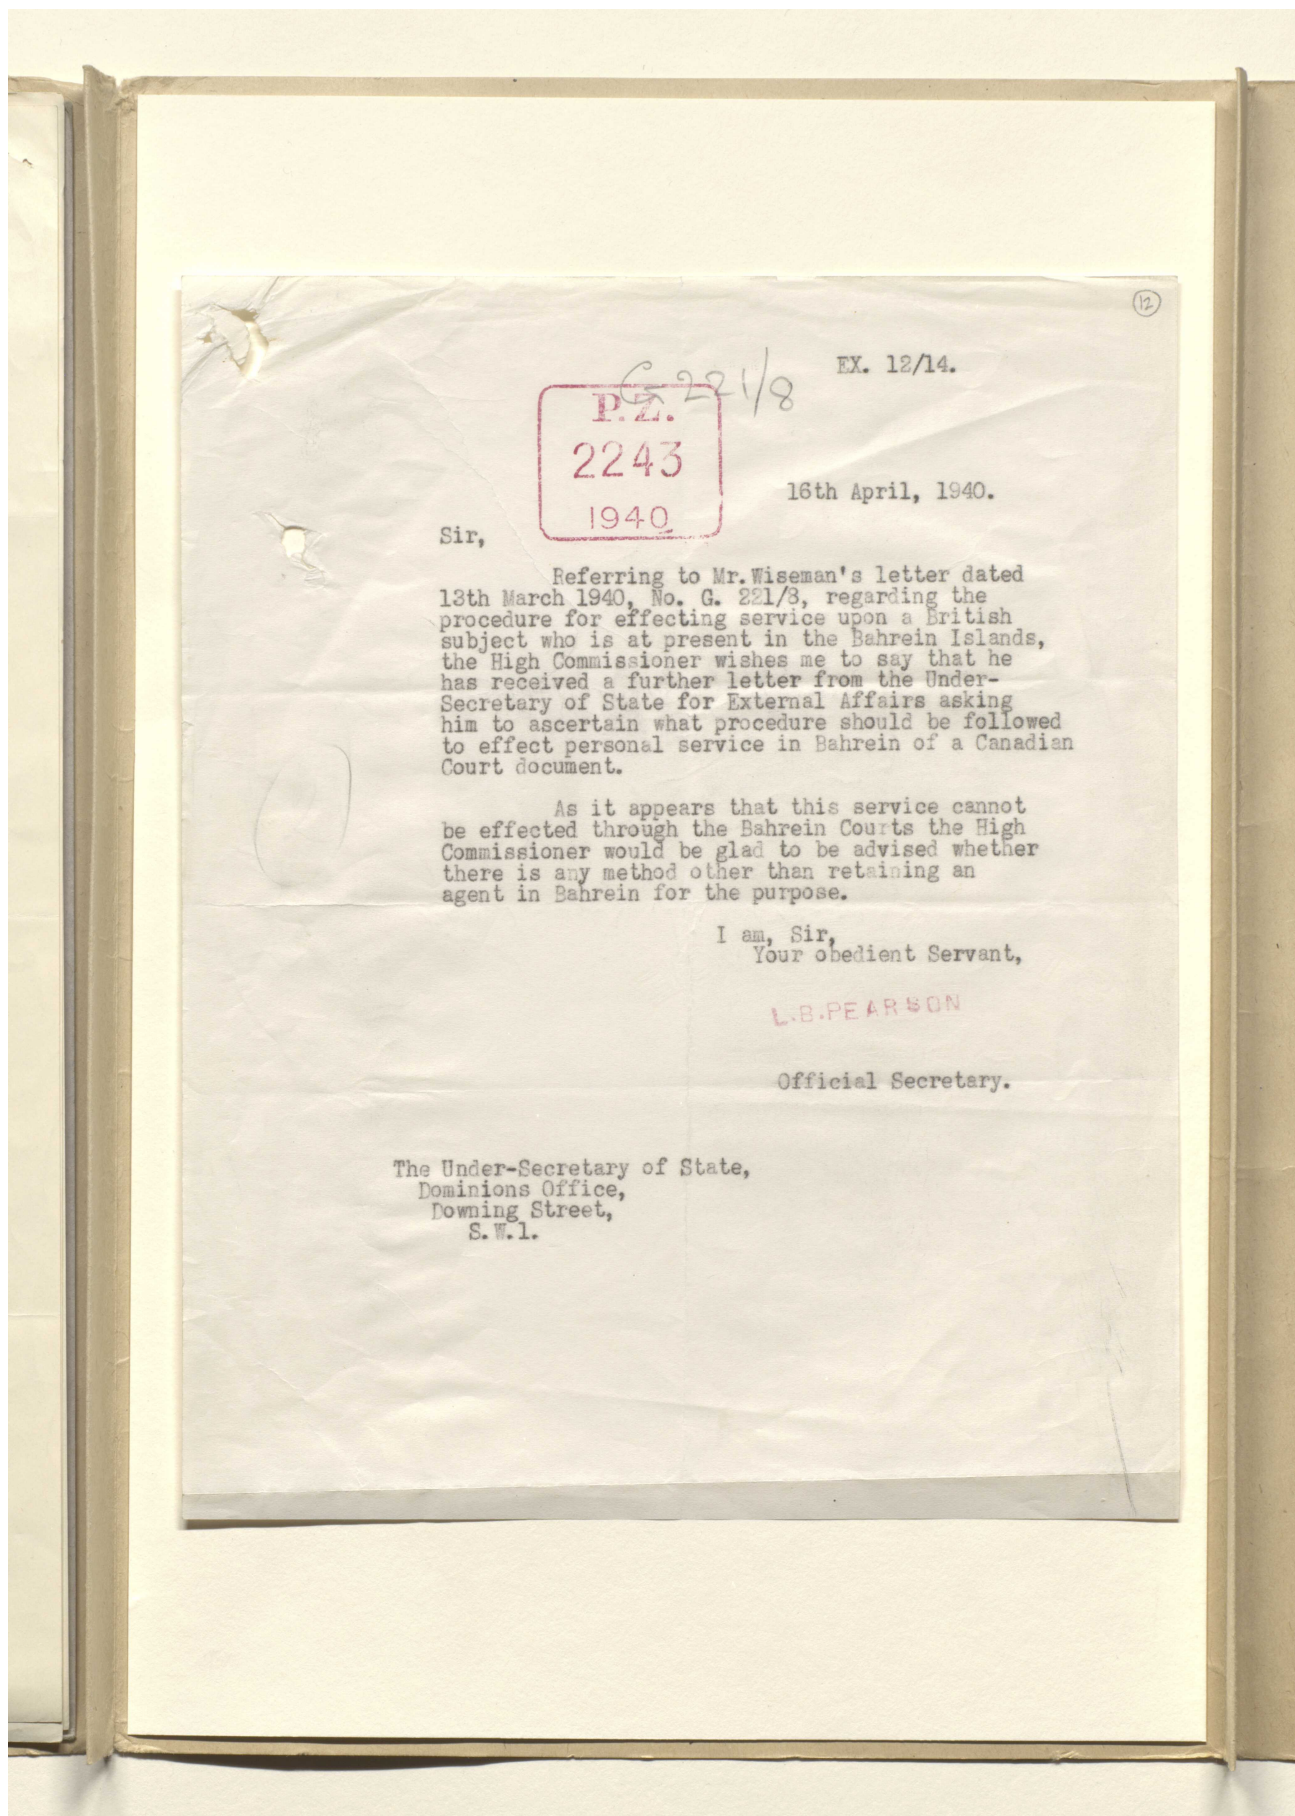 12
EX. 12/14.
G 221/8
P.Z.
2243
1940
16th April, 1940.
Sir,
Referring to Mr. Wiseman's letter dated
13th March 1940, No. G. 221/8, regarding the
procedure for effecting service upon a British
subject who is at present in the Bahrein Islands,
the High Commissioner wishes me to say that he
has received a further letter from the Under-
Secretary of State for External Affairs asking
him to ascertain what procedure should be followed
to effect personal service in Bahrein of a Canadian
Court document.
As it appears that this service cannot
be effected through the Bahrein Courts the High
Commissioner would be glad to be advised whether
there is any method other than retaining an
agent in Bahrein for the purpose.
I am, Sir,
Your obedient Servant,
L.B.PEARSON
Official Secretary.
The Under-Secretary of State,
Dominions Office,
Downing Street,
S.W.1.